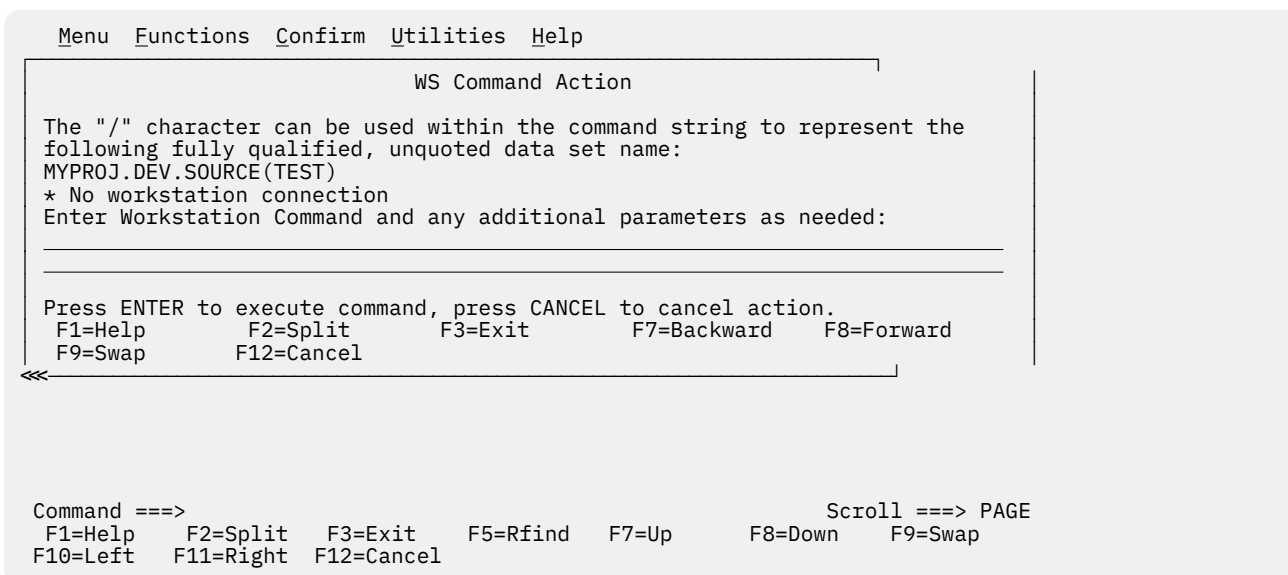 Menu  Functions  Confirm  Utilities  Help
WS Command Action
The "/" character can be used within the command string to represent the
following fully qualified, unquoted data set name:
MYPROJ.DEV.SOURCE(TEST)
* No workstation connection
Enter Workstation Command and any additional parameters as needed:
Press ENTER to execute command, press CANCEL to cancel action.
F1=Help        F2=Split       F3=Exit        F7=Backward    F8=Forward
F9=Swap       F12=Cancel
<<<
Command ===>                                                  Scroll ===> PAGE
F1=Help    F2=Split   F3=Exit    F5=Rfind   F7=Up      F8=Down    F9=Swap
F10=Left   F11=Right  F12=Cancel